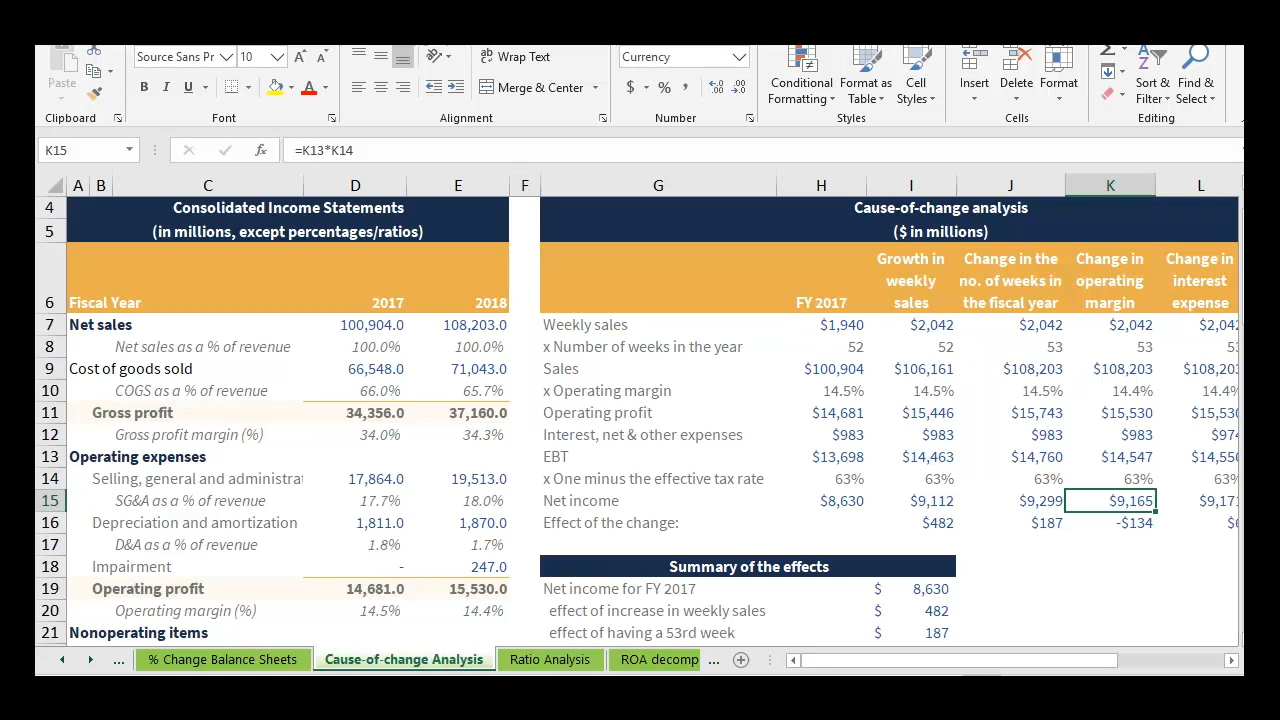 Source Sans Pr 10 A A ab Wrap Text Currency
Paste B I U A Merge & Center $ % , Conditional Formatting Format as Table Cell Styles Insert Delete Format Sort & Filter Find & Select
Clipboard Font Alignment Number Styles Cells Editing
K15 fx =K13*K14
A B C D E F G H I J K L
4 Consolidated Income Statements Cause-of-change analysis
5 (in millions, except percentages/ratios) ($ in millions)
Growth in Change in the Change in Change in
weekly no. of weeks in operating interest
6 Fiscal Year 2017 2018 FY 2017 sales the fiscal year margin expense
7 Net sales 100,904.0 108,203.0 Weekly sales $1,940 $2,042 $2,042 $2,042 $2,042
8 Net sales as a % of revenue 100.0% 100.0% x Number of weeks in the year 52 52 53 53 53
9 Cost of goods sold 66,548.0 71,043.0 Sales $100,904 $106,161 $108,203 $108,203 $108,203
10 COGS as a % of revenue 66.0% 65.7% x Operating margin 14.5% 14.5% 14.5% 14.4% 14.4%
11 Gross profit 34,356.0 37,160.0 Operating profit $14,681 $15,446 $15,743 $15,530 $15,530
12 Gross profit margin (%) 34.0% 34.3% Interest, net & other expenses $983 $983 $983 $983 $974
13 Operating expenses EBT $13,698 $14,463 $14,760 $14,547 $14,556
14 Selling, general and administrat 17,864.0 19,513.0 x One minus the effective tax rate 63% 63% 63% 63% 63%
15 SG&A as a % of revenue 17.7% 18.0% Net income $8,630 $9,112 $9,299 $9,165 $9,171
16 Depreciation and amortization 1,811.0 1,870.0 Effect of the change: $482 $187 -$134
17 D&A as a % of revenue 1.8% 1.7%
18 Impairment - 247.0 Summary of the effects
19 Operating profit 14,681.0 15,530.0 Net income for FY 2017 $ 8,630
20 Operating margin (%) 14.5% 14.4% effect of increase in weekly sales $ 482
21 Nonoperating items effect of having a 53rd week $ 187
... % Change Balance Sheets Cause-of-change Analysis Ratio Analysis ROA decomp ...